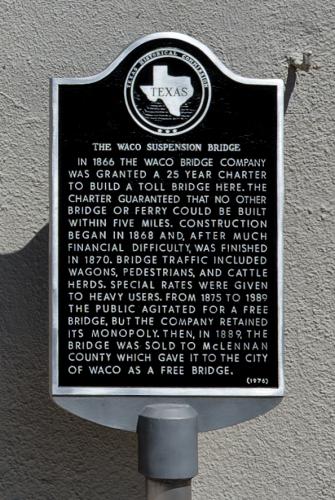 TEXAS HISTORICAL COMMISSION
TEXAS
THE WACO SUSPENSION BRIDGE
IN 1866 THE WACO BRIDGE COMPANY
WAS GRANTED A 25 YEAR CHARTER
TO BUILD A TOLL BRIDGE HERE. THE
CHARTER GUARANTEED THAT NO OTHER
BRIDGE OR FERRY COULD BE BUILT
WITHIN FIVE MILES. CONSTRUCTION
BEGAN IN 1868 AND, AFTER MUCH
FINANCIAL DIFFICULTY, WAS FINISHED
IN 1870. BRIDGE TRAFFIC INCLUDED
WAGONS, PEDESTRIANS, AND CATTLE
HERDS. SPECIAL RATES WERE GIVEN
TO HEAVY USERS. FROM 1875 TO 1989
THE PUBLIC AGITATED FOR A FREE
BRIDGE, BUT THE COMPANY RETAINED
ITS MONOPOLY. THEN, IN 1889, THE
BRIDGE WAS SOLD TO McLENNAN
COUNTY WHICH GAVE IT TO THE CITY
OF WACO AS A FREE BRIDGE.
(1976)